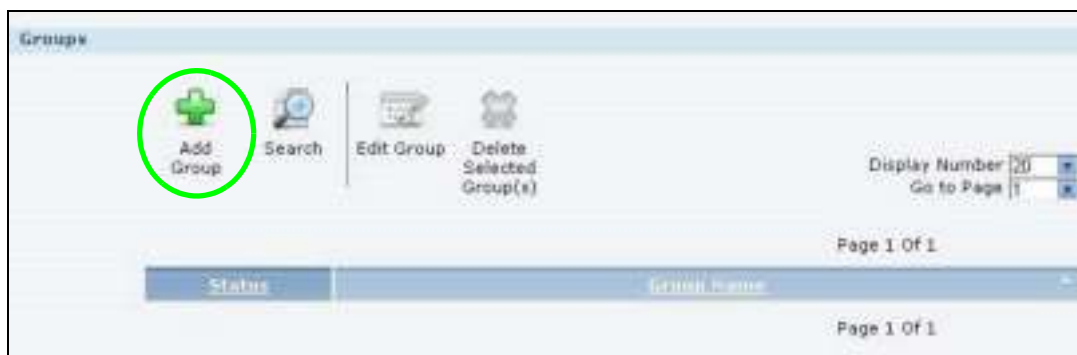 Groups
Add
Group
Search
Edit Group
Delete
Selected
Group(s)
Display Number 20
Go to Page 1
Page 1 Of 1
Status
Group Name
Page 1 Of 1